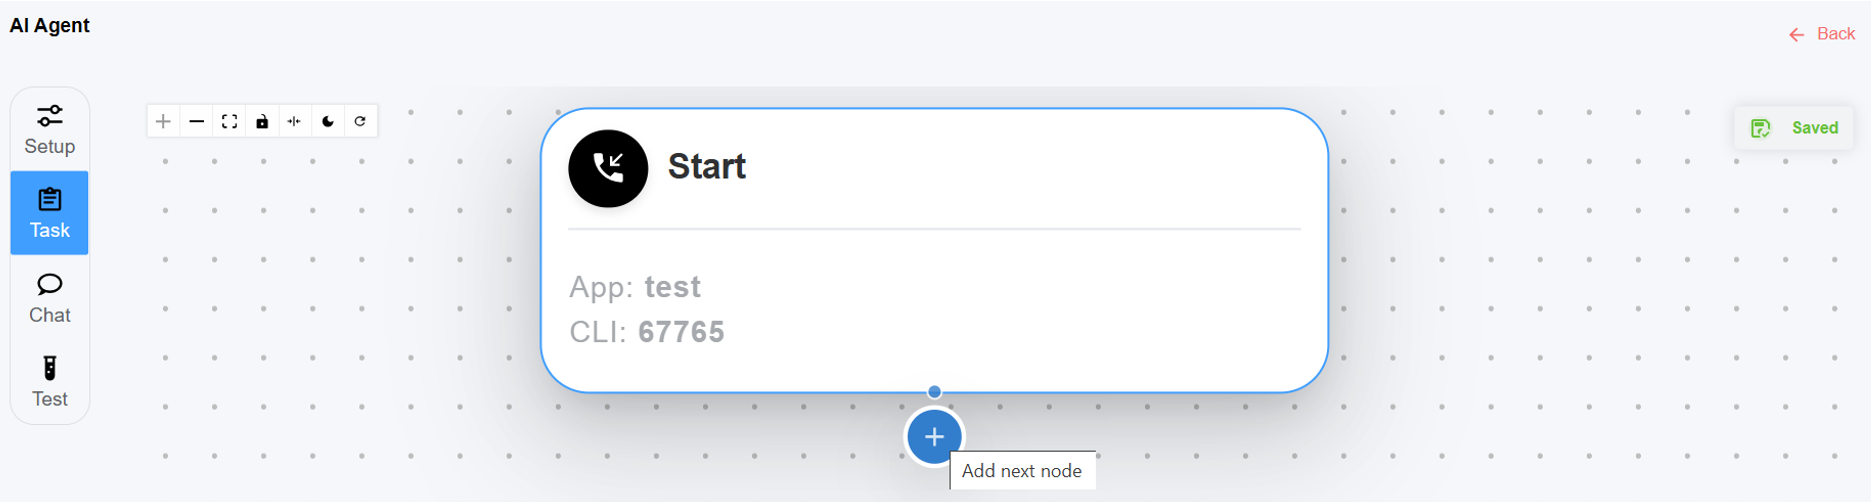 AI Agent
Back
Setup
Task
Chat
Test
Saved
Start
App: test
CLI: 67765
Add next node